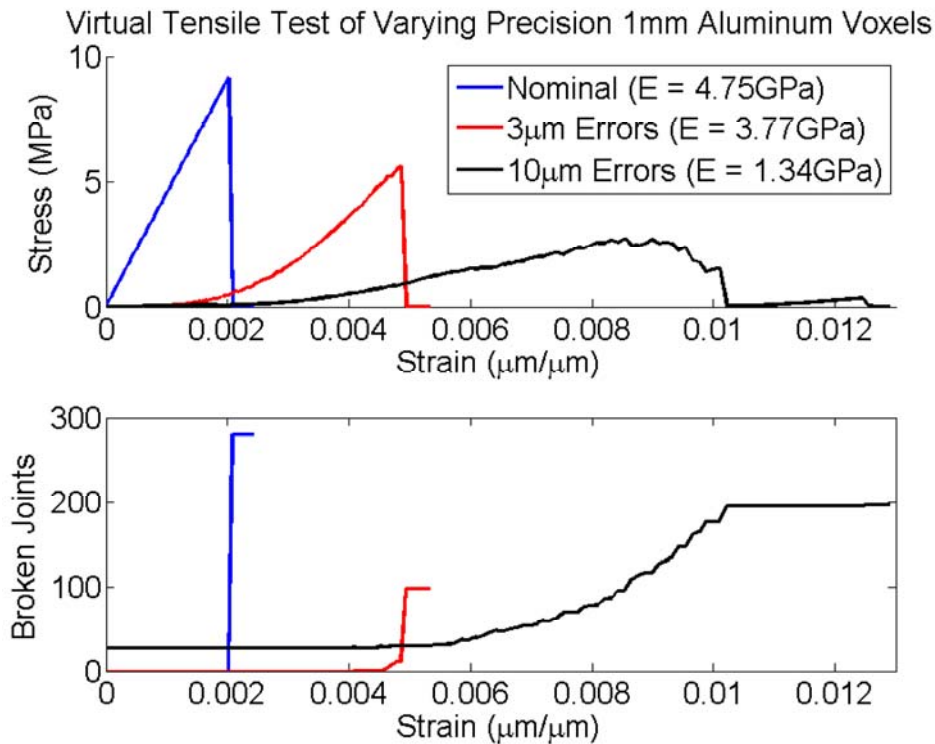 Virtual Tensile Test of Varying Precision 1mm Aluminum Voxels
10
5
0
Stress (MPa)
Nominal (E = 4.75GPa)
3μm Errors (E = 3.77GPa)
10μm Errors (E = 1.34GPa)
0 0.002 0.004 0.006 0.008 0.01 0.012
Strain (μm/μm)
300
200
100
0
Broken Joints
0 0.002 0.004 0.006 0.008 0.01 0.012
Strain (μm/μm)